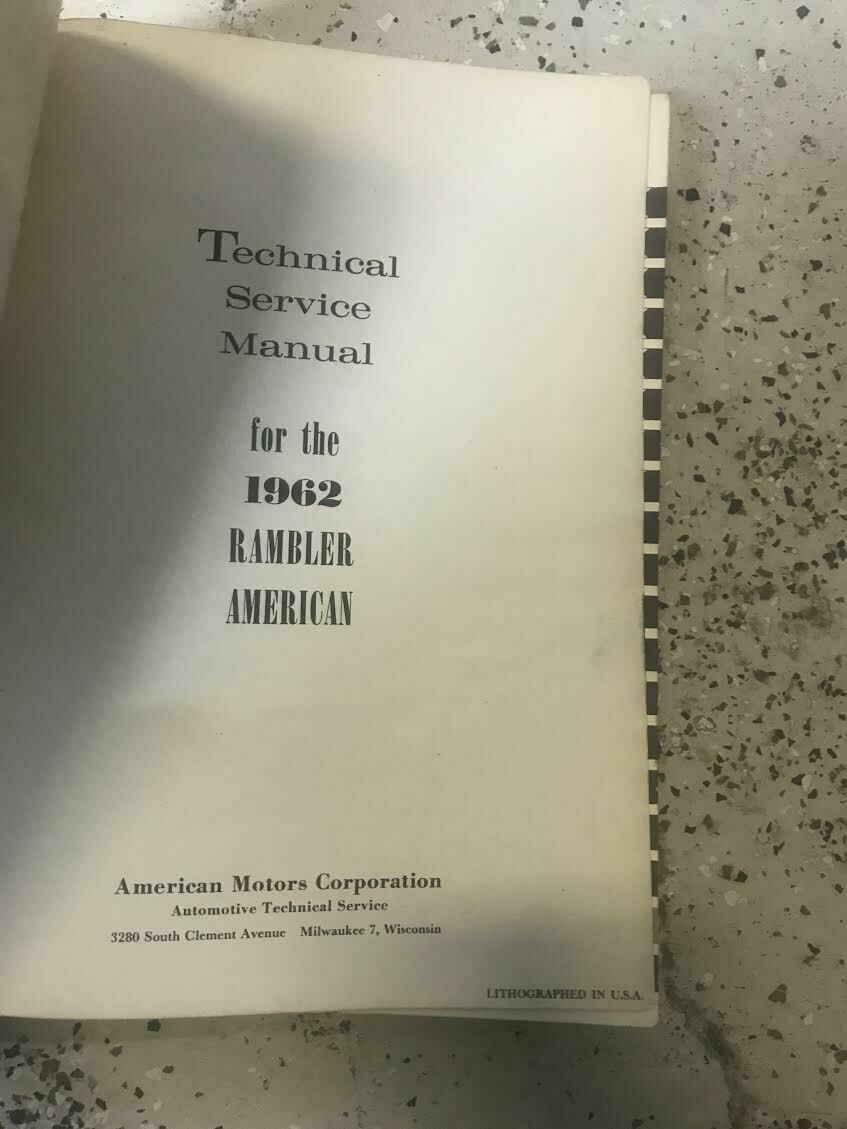 Technical
Service
Manual
for the
1962
RAMBLER
AMERICAN
American Motors Corporation
Automotive Technical Service
3280 South Clement Avenue Milwaukee 7, Wisconsin
LITHOGRAPHED IN U.S.A.